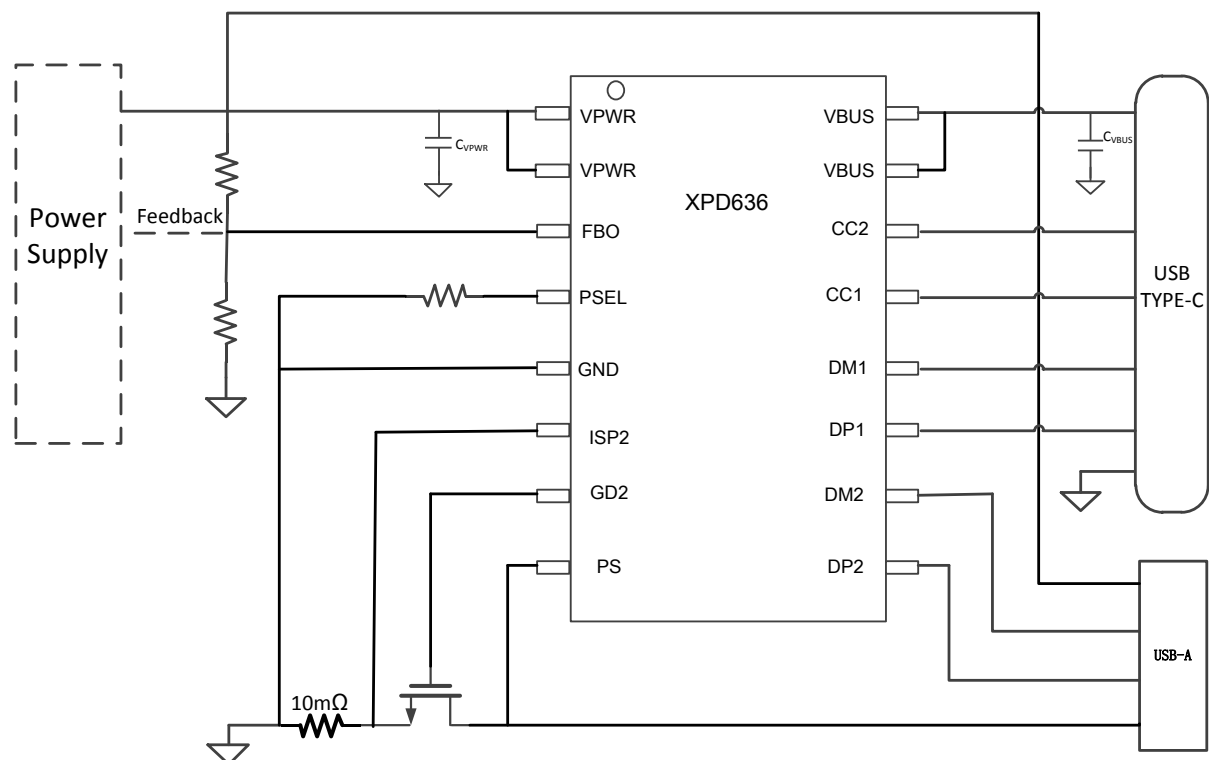 Power
Supply
Feedback
CVPWR
VPWR
VPWR
FBO
PSEL
GND
ISP2
GD2
PS
XPD636
VBUS
VBUS
CC2
CC1
DM1
DP1
DM2
DP2
CVBUS
USB
TYPE-C
USB-A
10mΩ